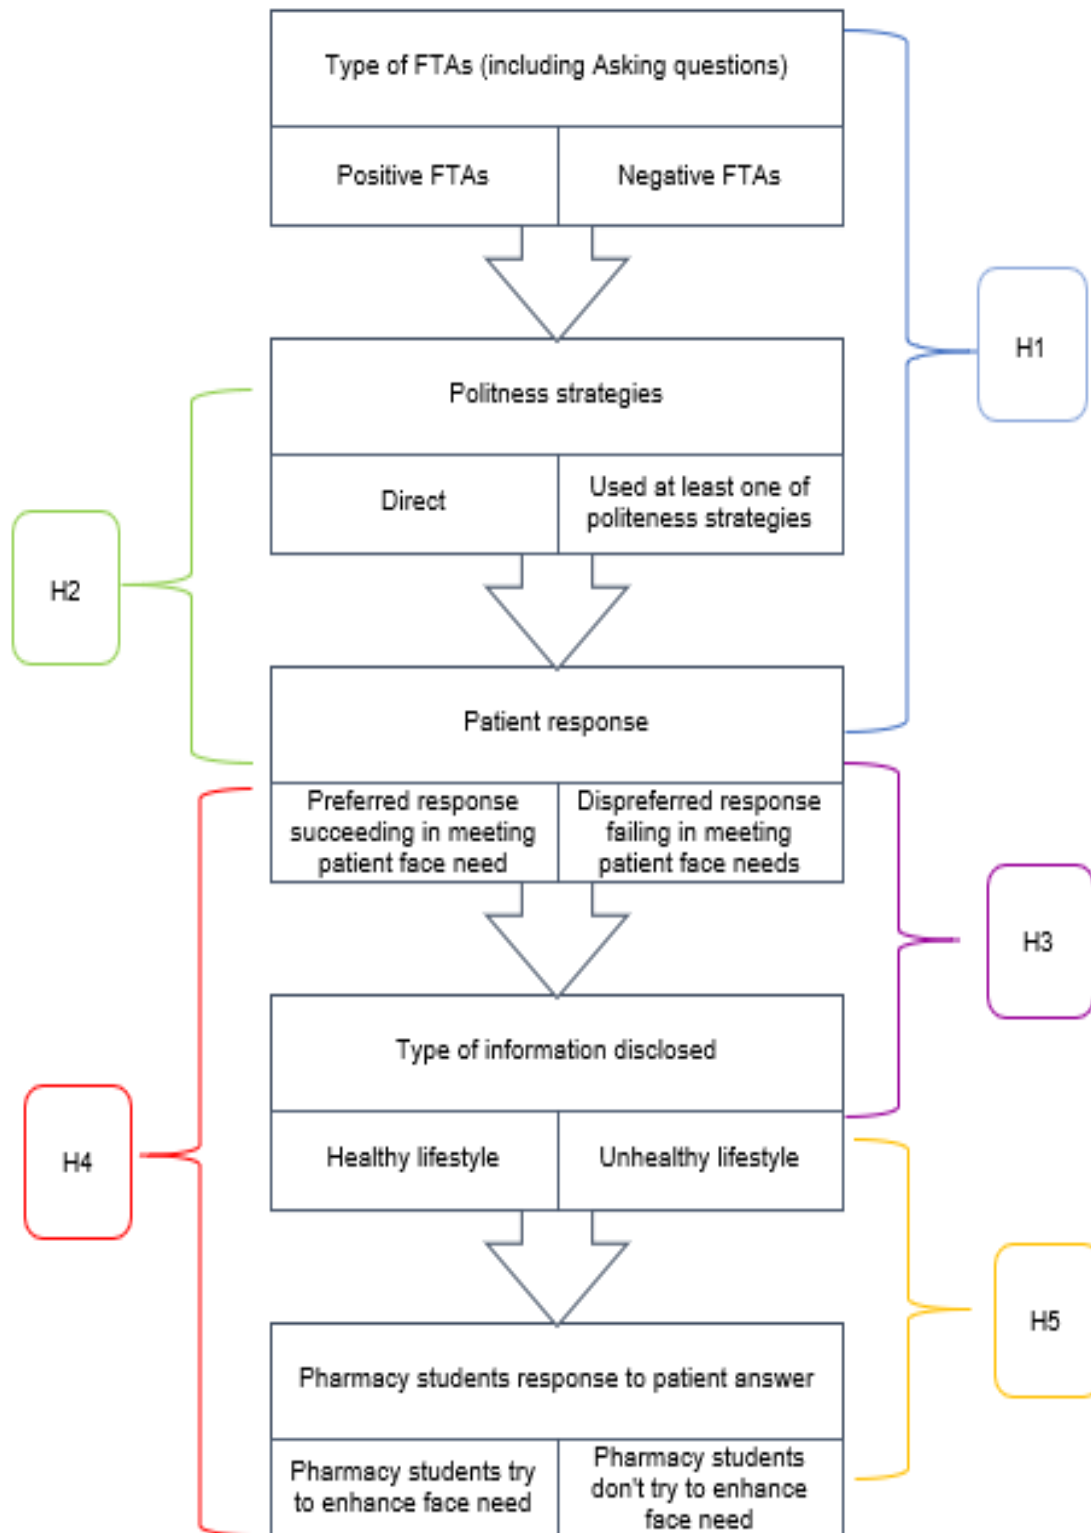 Type of FTAs (including Asking questions)
Positive FTAs
Negative FTAs
H1
Politness strategies
Direct
Used at least one of
politeness strategies
H2
Patient response
Preferred response
succeeding in meeting
patient face need
Dispreferred response
failing in meeting
patient face needs
H3
Type of information disclosed
Healthy lifestyle
Unhealthy lifestyle
H4
H5
Pharmacy students response to patient answer
Pharmacy students try
to enhance face need
Pharmacy students
don't try to enhance
face need